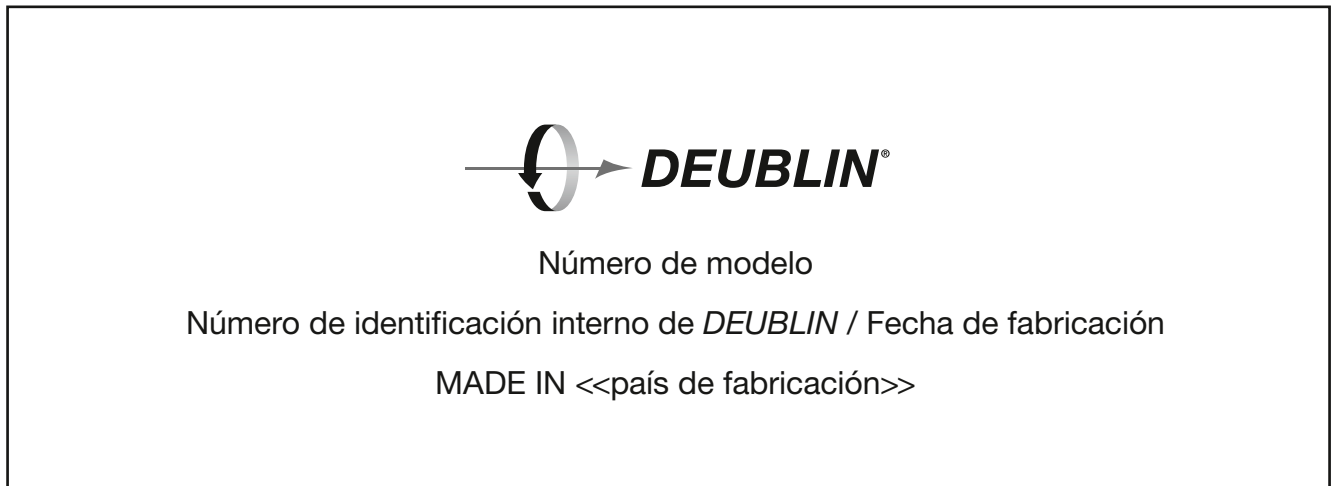 DEUBLIN®
Número de modelo
Número de identificación interno de DEUBLIN / Fecha de fabricación
MADE IN <<país de fabricación>>